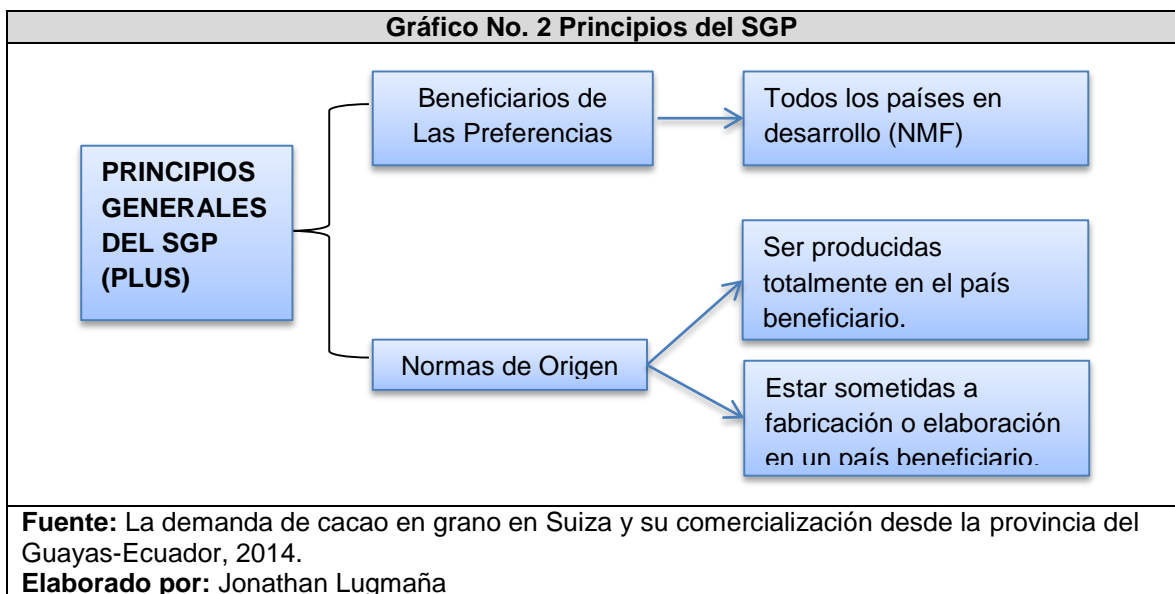 Gráfico No. 2 Principios del SGP
PRINCIPIOS
GENERALES
DEL SGP
(PLUS)
Beneficiarios de
Las Preferencias
Todos los países en
desarrollo (NMF)
Normas de Origen
Ser producidas
totalmente en el país
beneficiario.
Estar sometidas a
fabricación o elaboración
en un país beneficiario.
Fuente: La demanda de cacao en grano en Suiza y su comercialización desde la provincia del
Guayas-Ecuador, 2014.
Elaborado por: Jonathan Lugmaña